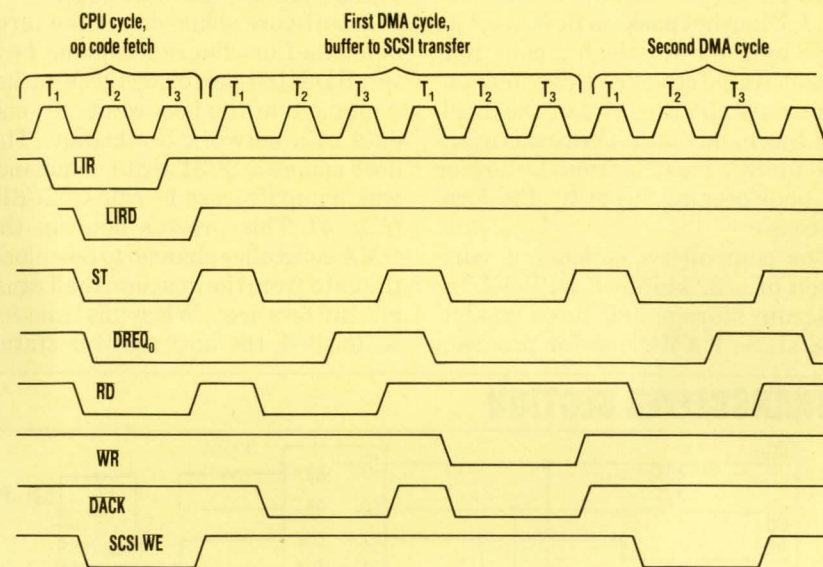 CPU cycle,
op code fetch
First DMA cycle,
buffer to SCSI transfer
Second DMA cycle
T₁ T₂ T₃ T₁ T₂ T₃ T₁ T₂ T₃ T₁ T₂ T₃
LIR
LIRD
ST
DREQ₀
RD
WR
DACK
SCSI WE